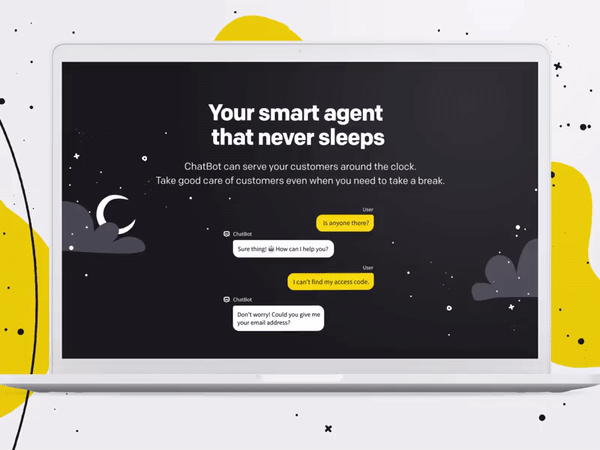 Your smart agent
that never sleeps
ChatBot can serve your customers around the clock.
Take good care of customers even when you need to take a break.
User
Is anyone there?
ChatBot
Sure thing! 🤖 How can I help you?
User
I can't find my access code.
ChatBot
Don't worry! Could you give me
your email address?